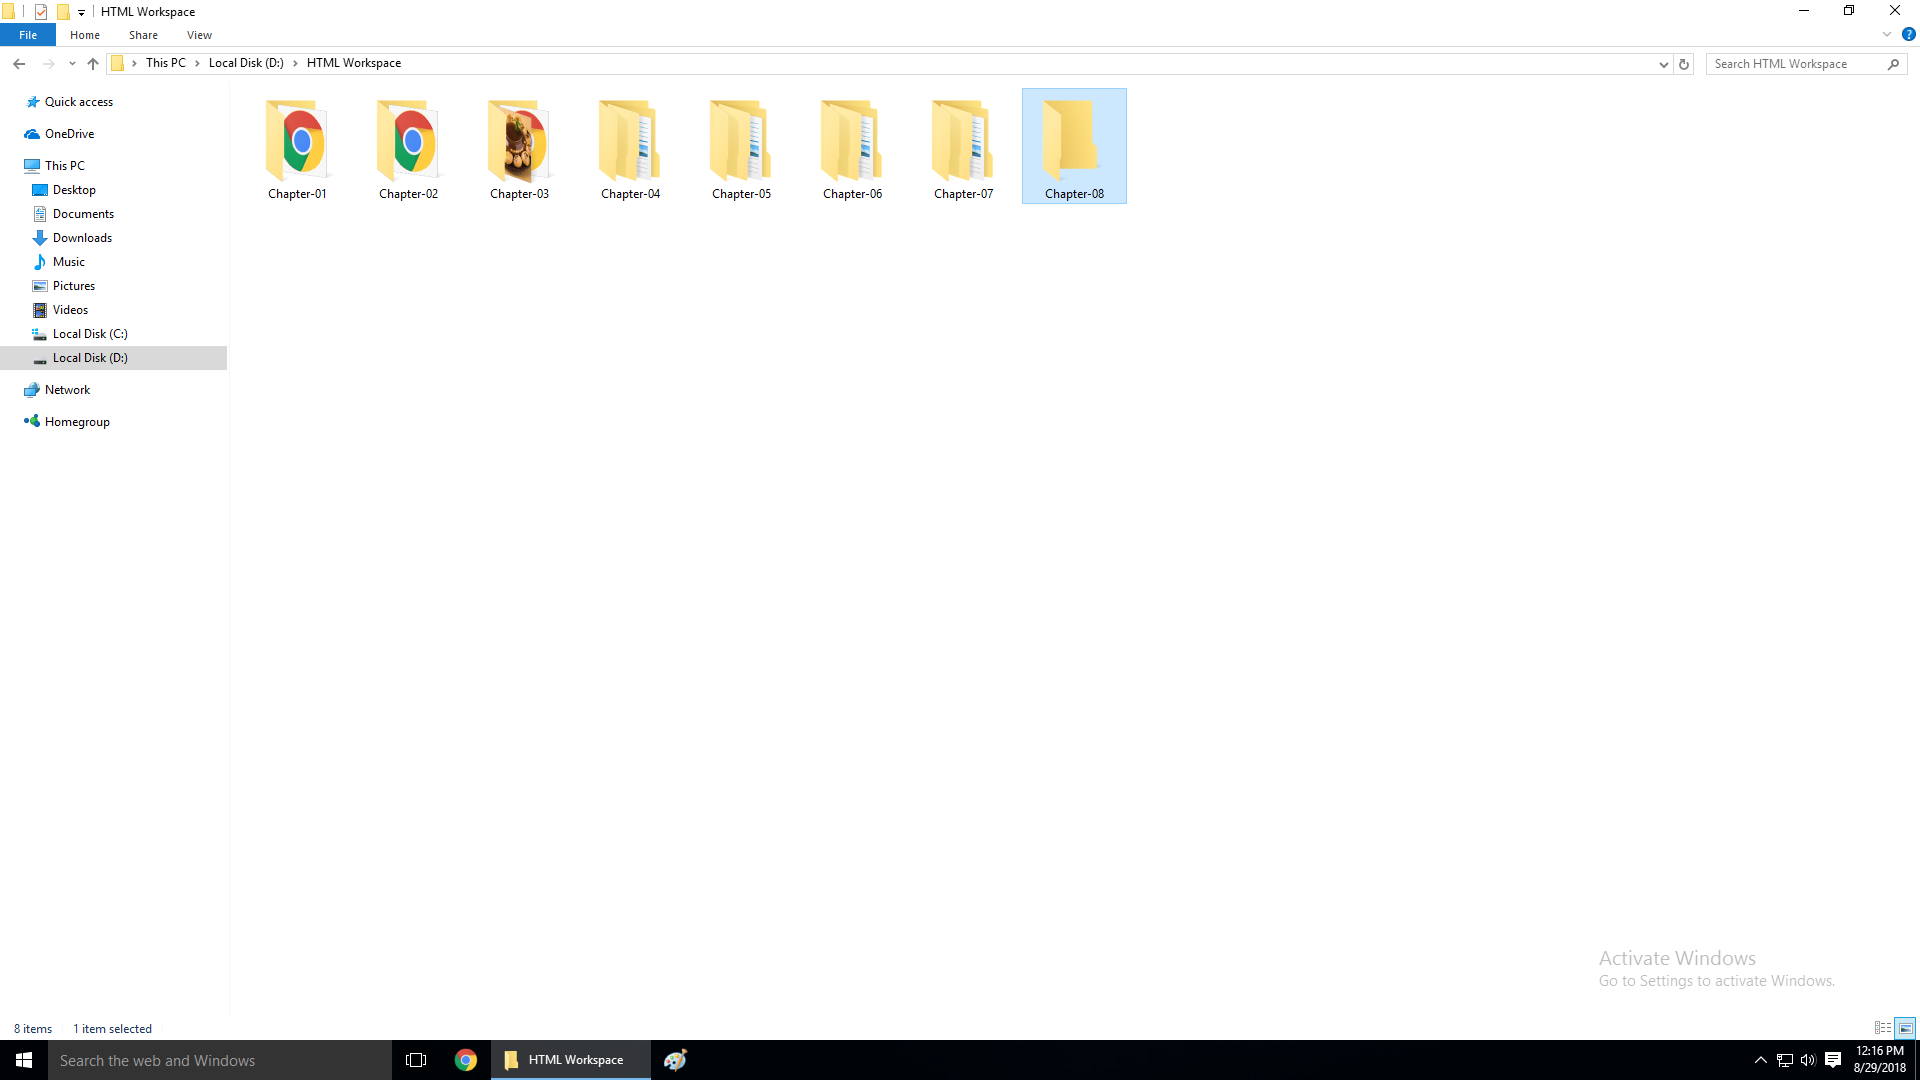 HTML Workspace
File Home Share View
This PC Local Disk (D:) HTML Workspace
Search HTML Workspace
Quick access
OneDrive
This PC
Desktop
Documents
Downloads
Music
Pictures
Videos
Local Disk (C:)
Local Disk (D:)
Network
Homegroup
Chapter-01 Chapter-02 Chapter-03 Chapter-04 Chapter-05 Chapter-06 Chapter-07 Chapter-08
Activate Windows
Go to Settings to activate Windows.
8 items 1 item selected
Search the web and Windows
HTML Workspace
12:16 PM
8/29/2018